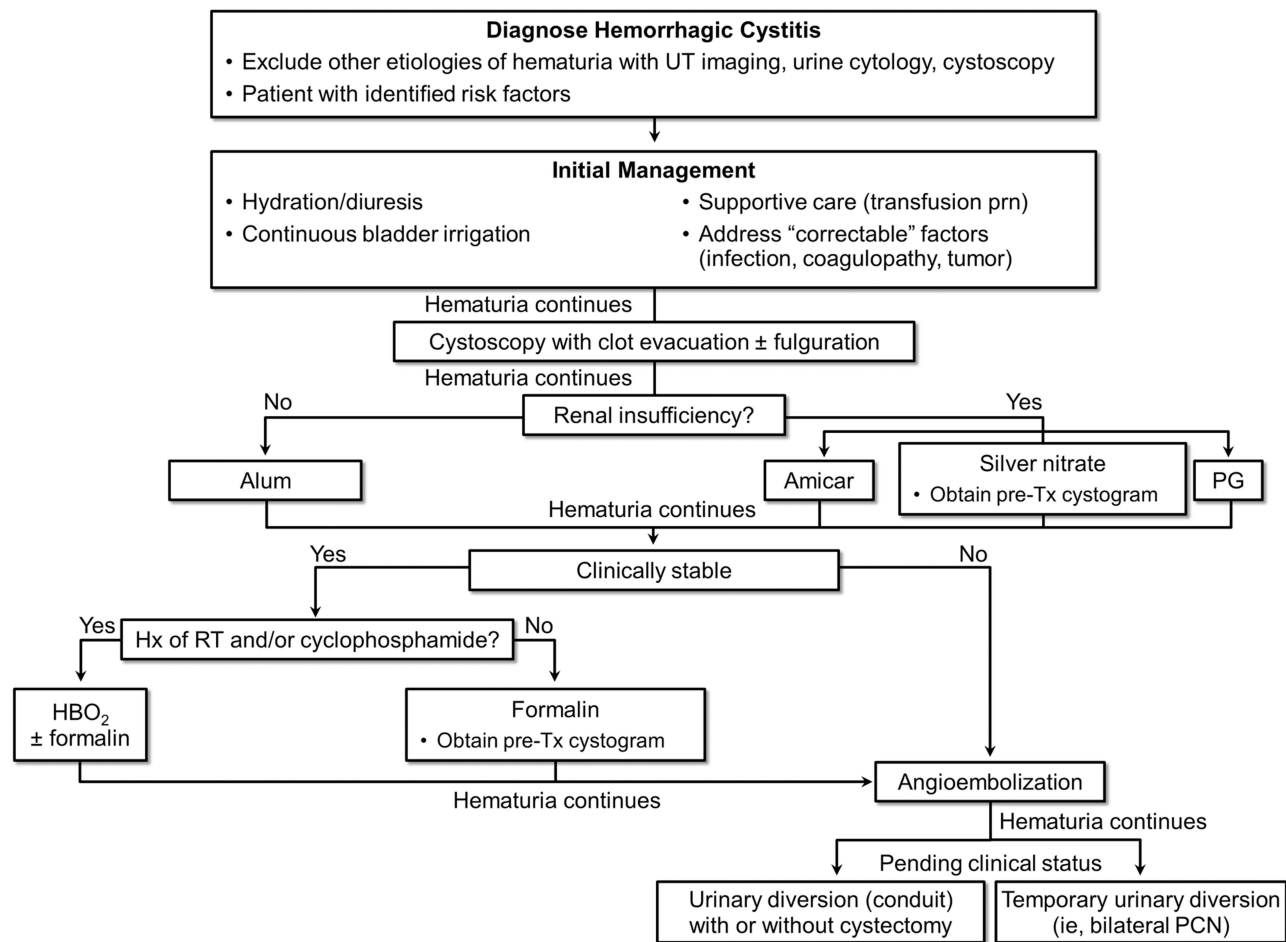 Diagnose Hemorrhagic Cystitis
• Exclude other etiologies of hematuria with UT imaging, urine cytology, cystoscopy
• Patient with identified risk factors
Initial Management
• Hydration/diuresis
• Continuous bladder irrigation
• Supportive care (transfusion prn)
• Address “correctable” factors
(infection, coagulopathy, tumor)
Hematuria continues
Cystoscopy with clot evacuation ± fulguration
Hematuria continues
No
Renal insufficiency?
Yes
Alum
Amicar
Silver nitrate
• Obtain pre-Tx cystogram
PG
Hematuria continues
Yes
Clinically stable
No
Yes
Hx of RT and/or cyclophosphamide?
No
HBO₂
± formalin
Formalin
• Obtain pre-Tx cystogram
Hematuria continues
Angioembolization
Hematuria continues
Pending clinical status
Urinary diversion (conduit)
with or without cystectomy
Temporary urinary diversion
(ie, bilateral PCN)